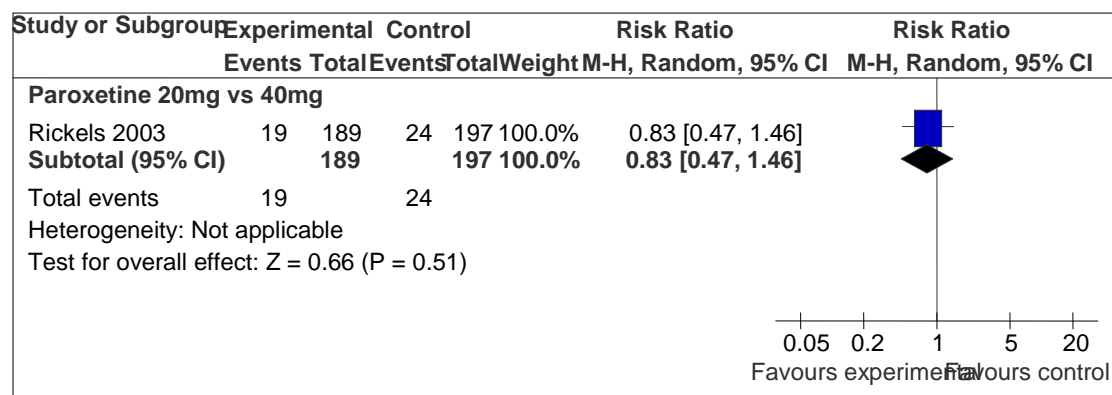 Study or Subgroup Experimental Control Risk Ratio Risk Ratio
Events Total Events Total Weight M-H, Random, 95% CI M-H, Random, 95% CI
Paroxetine 20mg vs 40mg
Rickels 2003 19 189 24 197 100.0% 0.83 [0.47, 1.46]
Subtotal (95% CI) 189 197 100.0% 0.83 [0.47, 1.46]
Total events 19 24
Heterogeneity: Not applicable
Test for overall effect: Z = 0.66 (P = 0.51)
0.05 0.2 1 5 20
Favours experimental Favours control